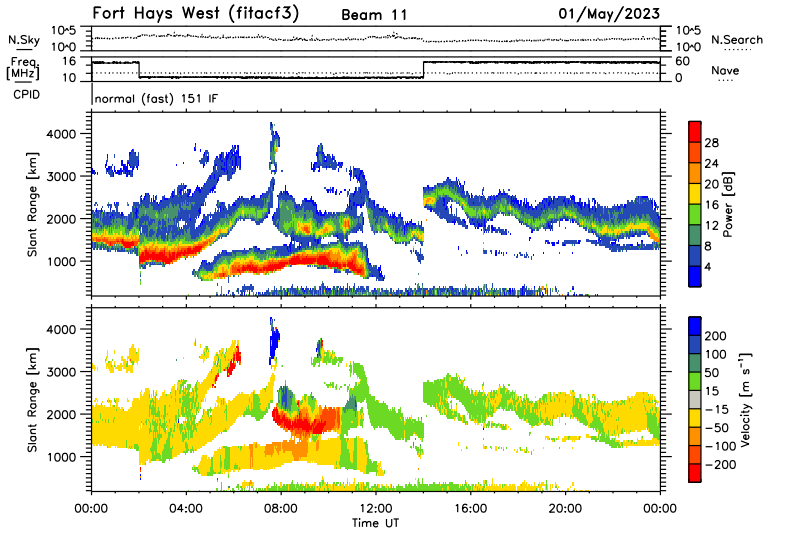 Fort Hays West (fitacf3) Beam 11 01/May/2023
N.Sky 10^5 10^0 10^5 10^0 N.Search
Freq. [MHz] 16 10 60 0 Nave
CPID normal (fast) 151 IF
Slant Range [km] 4000 3000 2000 1000
Power [dB] 28 24 20 16 12 8 4
Slant Range [km] 4000 3000 2000 1000
Velocity [m s⁻¹] 200 100 50 15 −15 −50 −100 −200
00:00 04:00 08:00 12:00 16:00 20:00 00:00
Time UT